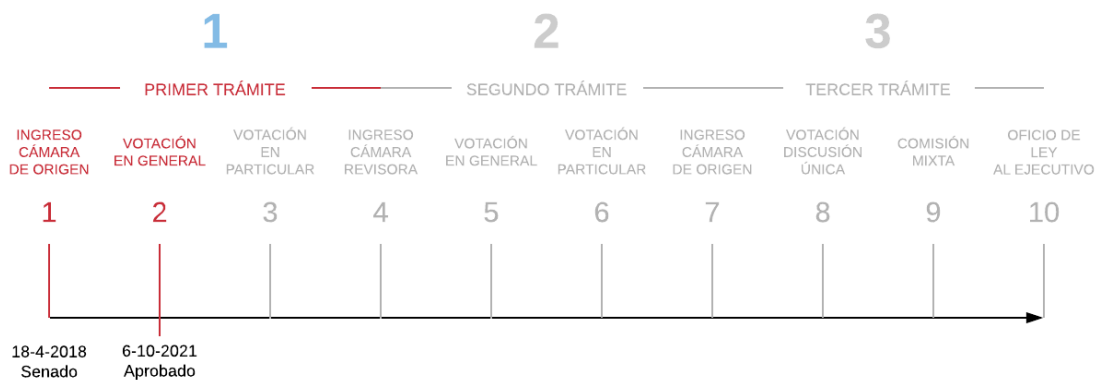 1
2
3
PRIMER TRÁMITE
SEGUNDO TRÁMITE
TERCER TRÁMITE
INGRESO
CÁMARA
DE ORIGEN
VOTACIÓN
EN GENERAL
VOTACIÓN
EN
PARTICULAR
INGRESO
CÁMARA
REVISORA
VOTACIÓN
EN GENERAL
VOTACIÓN
EN
PARTICULAR
INGRESO
CÁMARA
DE ORIGEN
VOTACIÓN
DISCUSIÓN
ÚNICA
COMISIÓN
MIXTA
OFICIO DE
LEY
AL EJECUTIVO
1
2
3
4
5
6
7
8
9
10
18-4-2018
Senado
6-10-2021
Aprobado